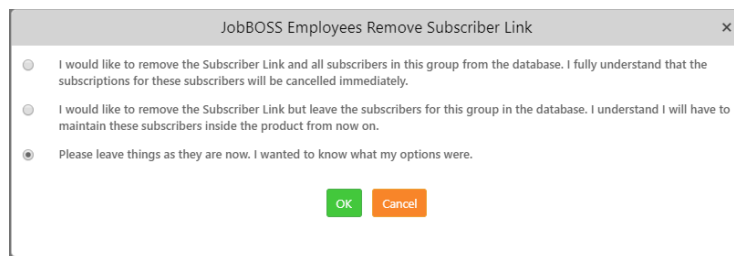 JobBOSS Employees Remove Subscriber Link ×
I would like to remove the Subscriber Link and all subscribers in this group from the database. I fully understand that the
subscriptions for these subscribers will be cancelled immediately.
I would like to remove the Subscriber Link but leave the subscribers for this group in the database. I understand I will have to
maintain these subscribers inside the product from now on.
Please leave things as they are now. I wanted to know what my options were.
OK Cancel